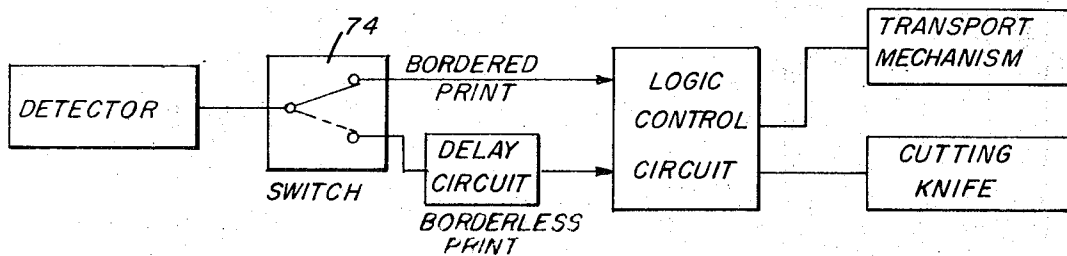 74
DETECTOR
SWITCH
BORDERED
PRINT
DELAY
CIRCUIT
BORDERLESS
PRINT
LOGIC
CONTROL
CIRCUIT
TRANSPORT
MECHANISM
CUTTING
KNIFE